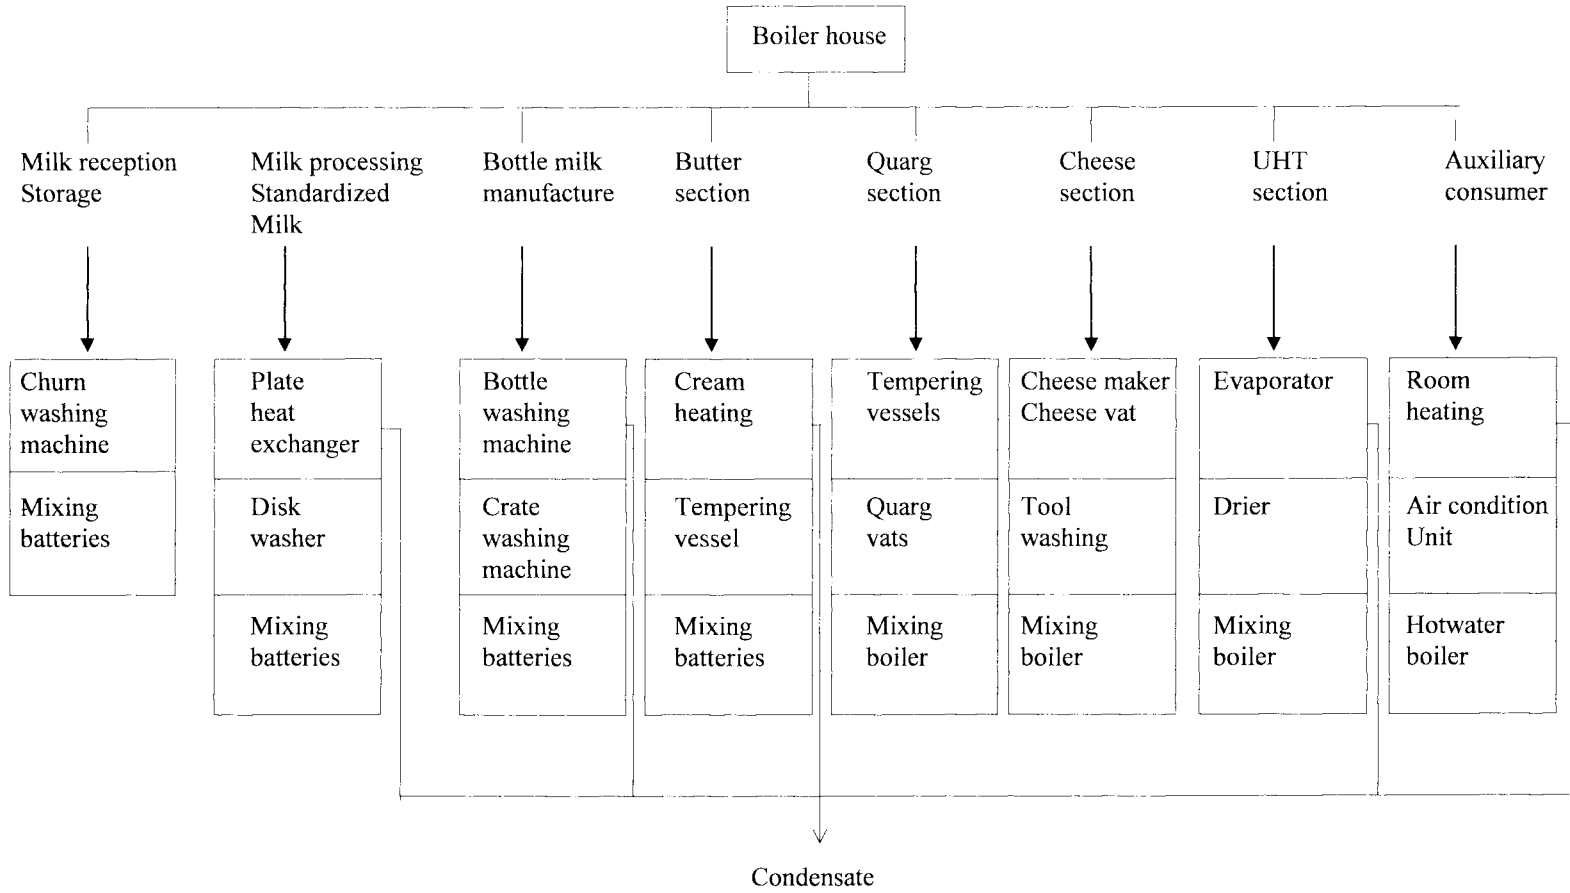 Boiler house
Milk reception
Storage
Milk processing
Standardized
Milk
Bottle milk
manufacture
Butter
section
Quarg
section
Cheese
section
UHT
section
Auxiliary
consumer
Churn
washing
machine
Mixing
batteries
Plate
heat
exchanger
Disk
washer
Mixing
batteries
Bottle
washing
machine
Crate
washing
machine
Mixing
batteries
Cream
heating
Tempering
vessel
Mixing
batteries
Tempering
vessels
Quarg
vats
Mixing
boiler
Cheese maker
Cheese vat
Tool
washing
Mixing
boiler
Evaporator
Drier
Mixing
boiler
Room
heating
Air condition
Unit
Hotwater
boiler
Condensate